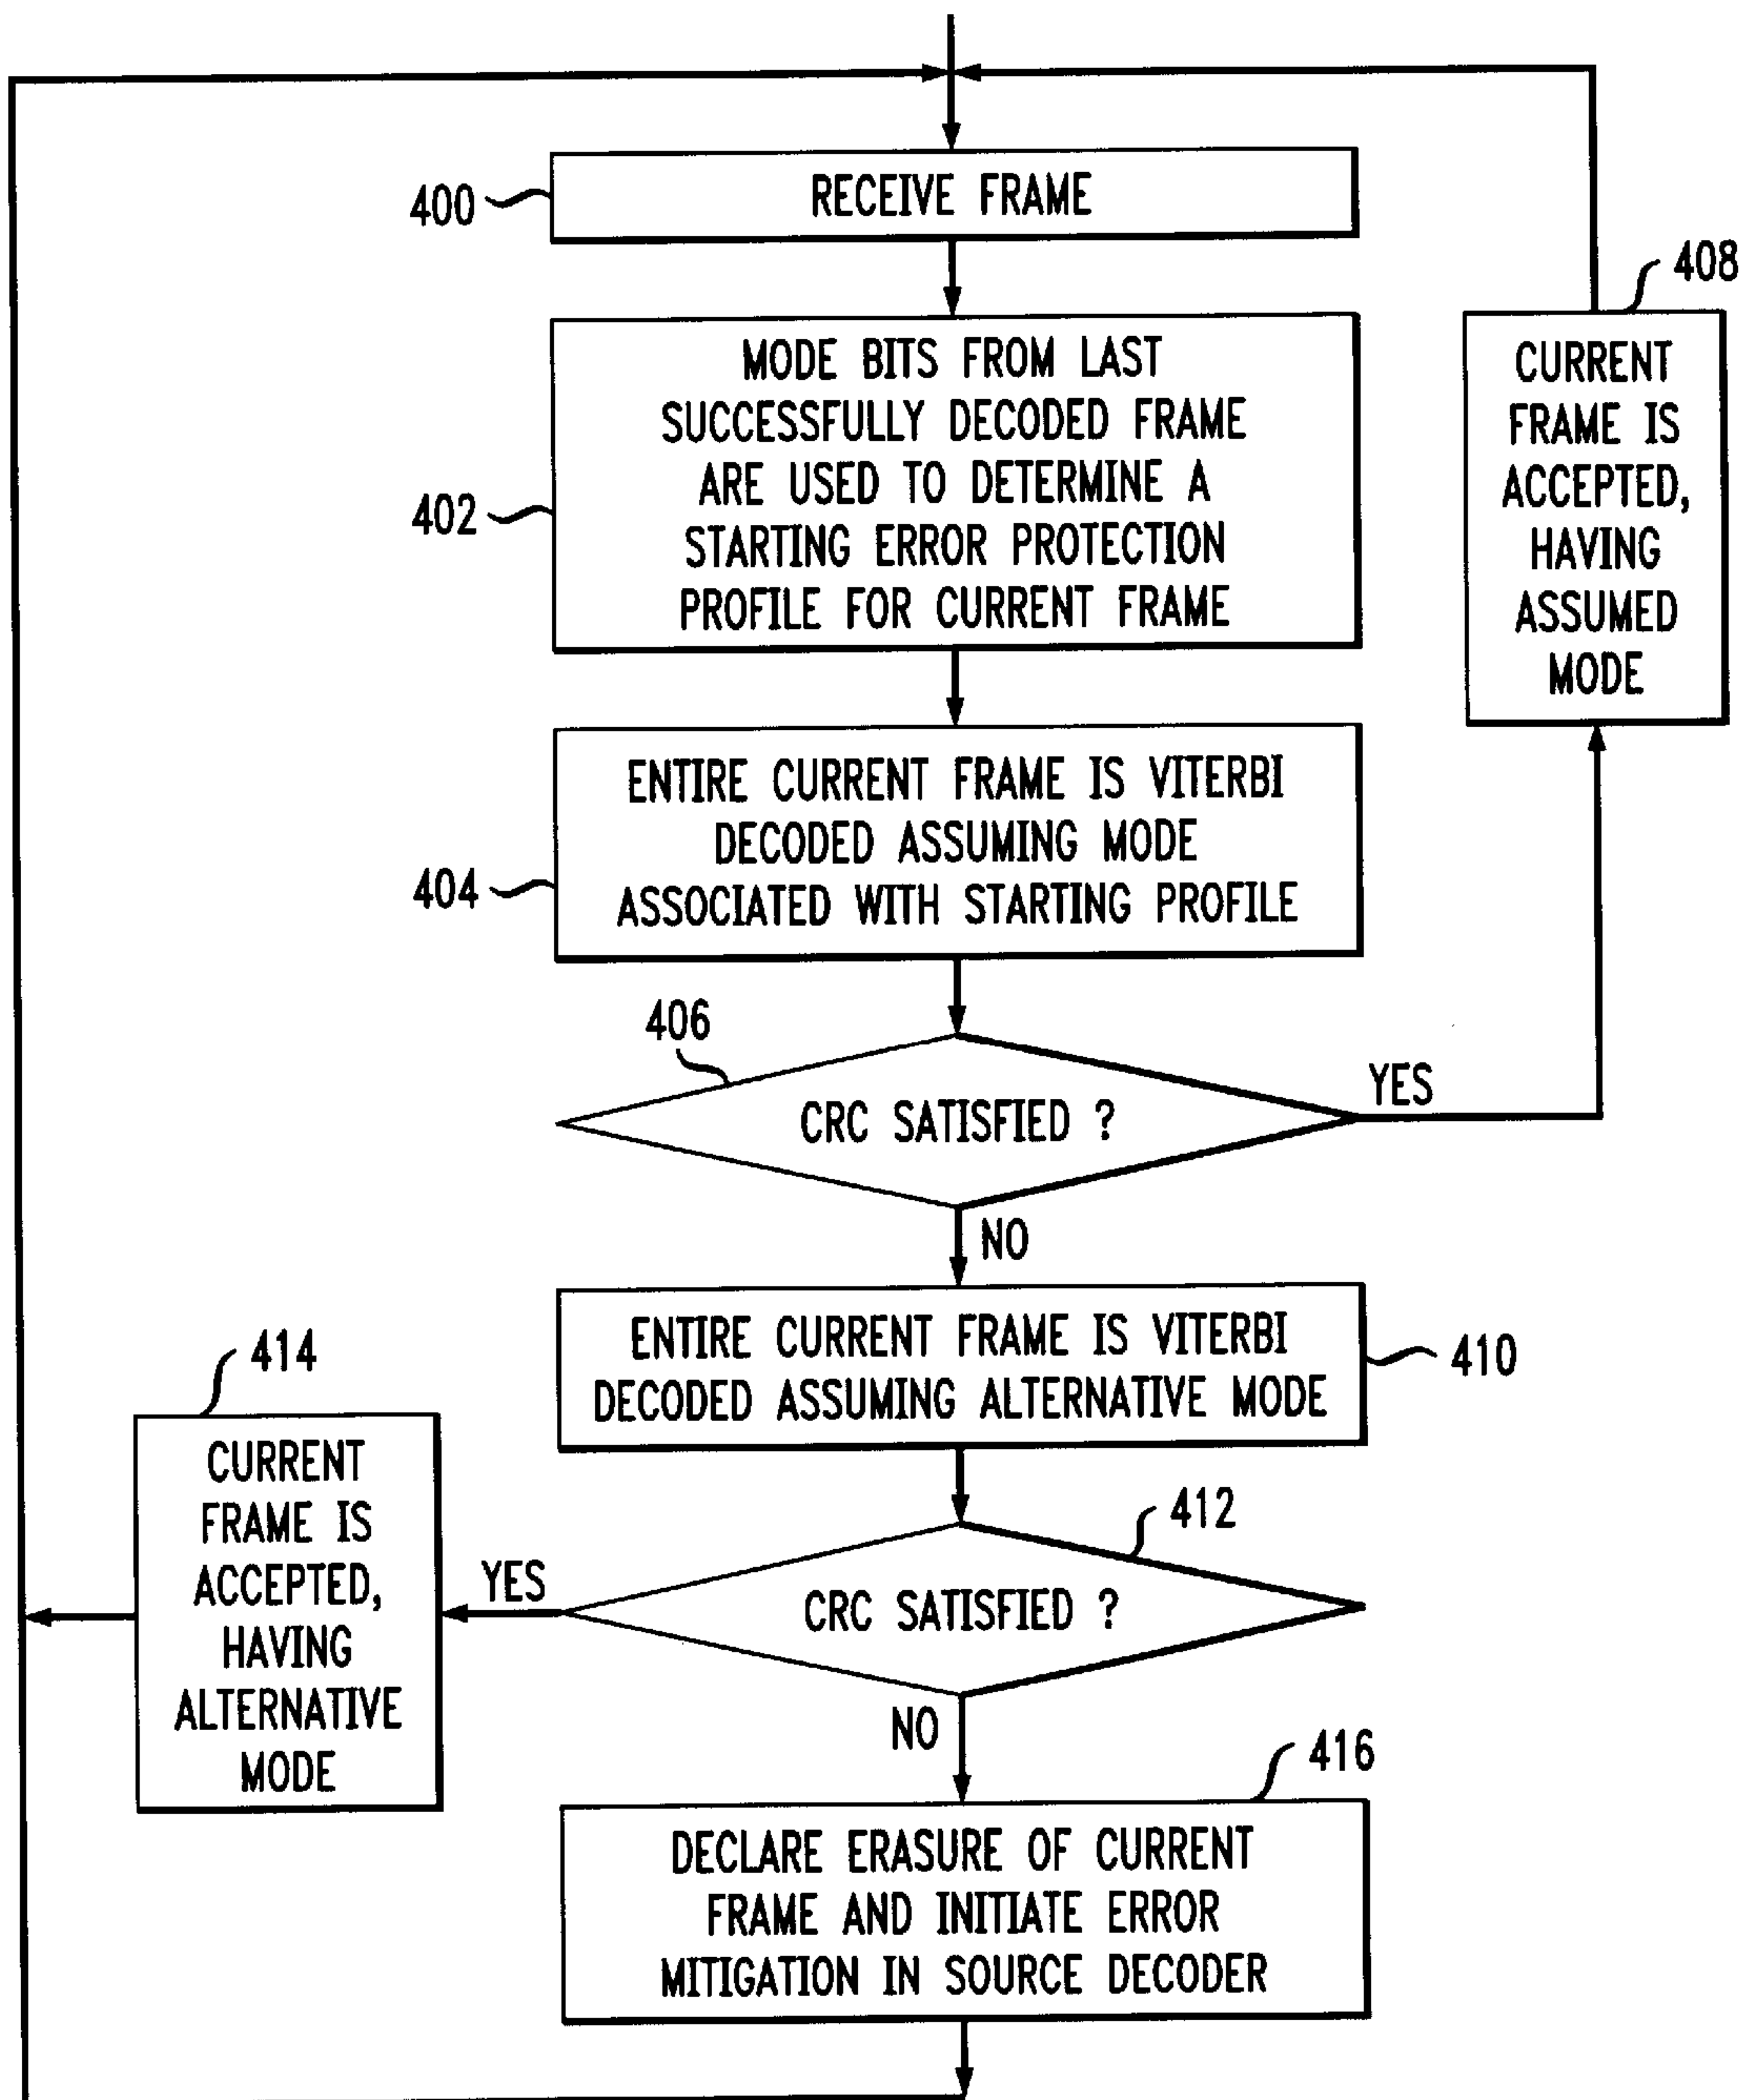 400
RECEIVE FRAME
408
402
MODE BITS FROM LAST
SUCCESSFULLY DECODED FRAME
ARE USED TO DETERMINE A
STARTING ERROR PROTECTION
PROFILE FOR CURRENT FRAME
CURRENT
FRAME IS
ACCEPTED,
HAVING
ASSUMED
MODE
404
ENTIRE CURRENT FRAME IS VITERBI
DECODED ASSUMING MODE
ASSOCIATED WITH STARTING PROFILE
406
CRC SATISFIED ?
YES
NO
ENTIRE CURRENT FRAME IS VITERBI
DECODED ASSUMING ALTERNATIVE MODE
410
414
CURRENT
FRAME IS
ACCEPTED,
HAVING
ALTERNATIVE
MODE
412
YES
CRC SATISFIED ?
NO
416
DECLARE ERASURE OF CURRENT
FRAME AND INITIATE ERROR
MITIGATION IN SOURCE DECODER